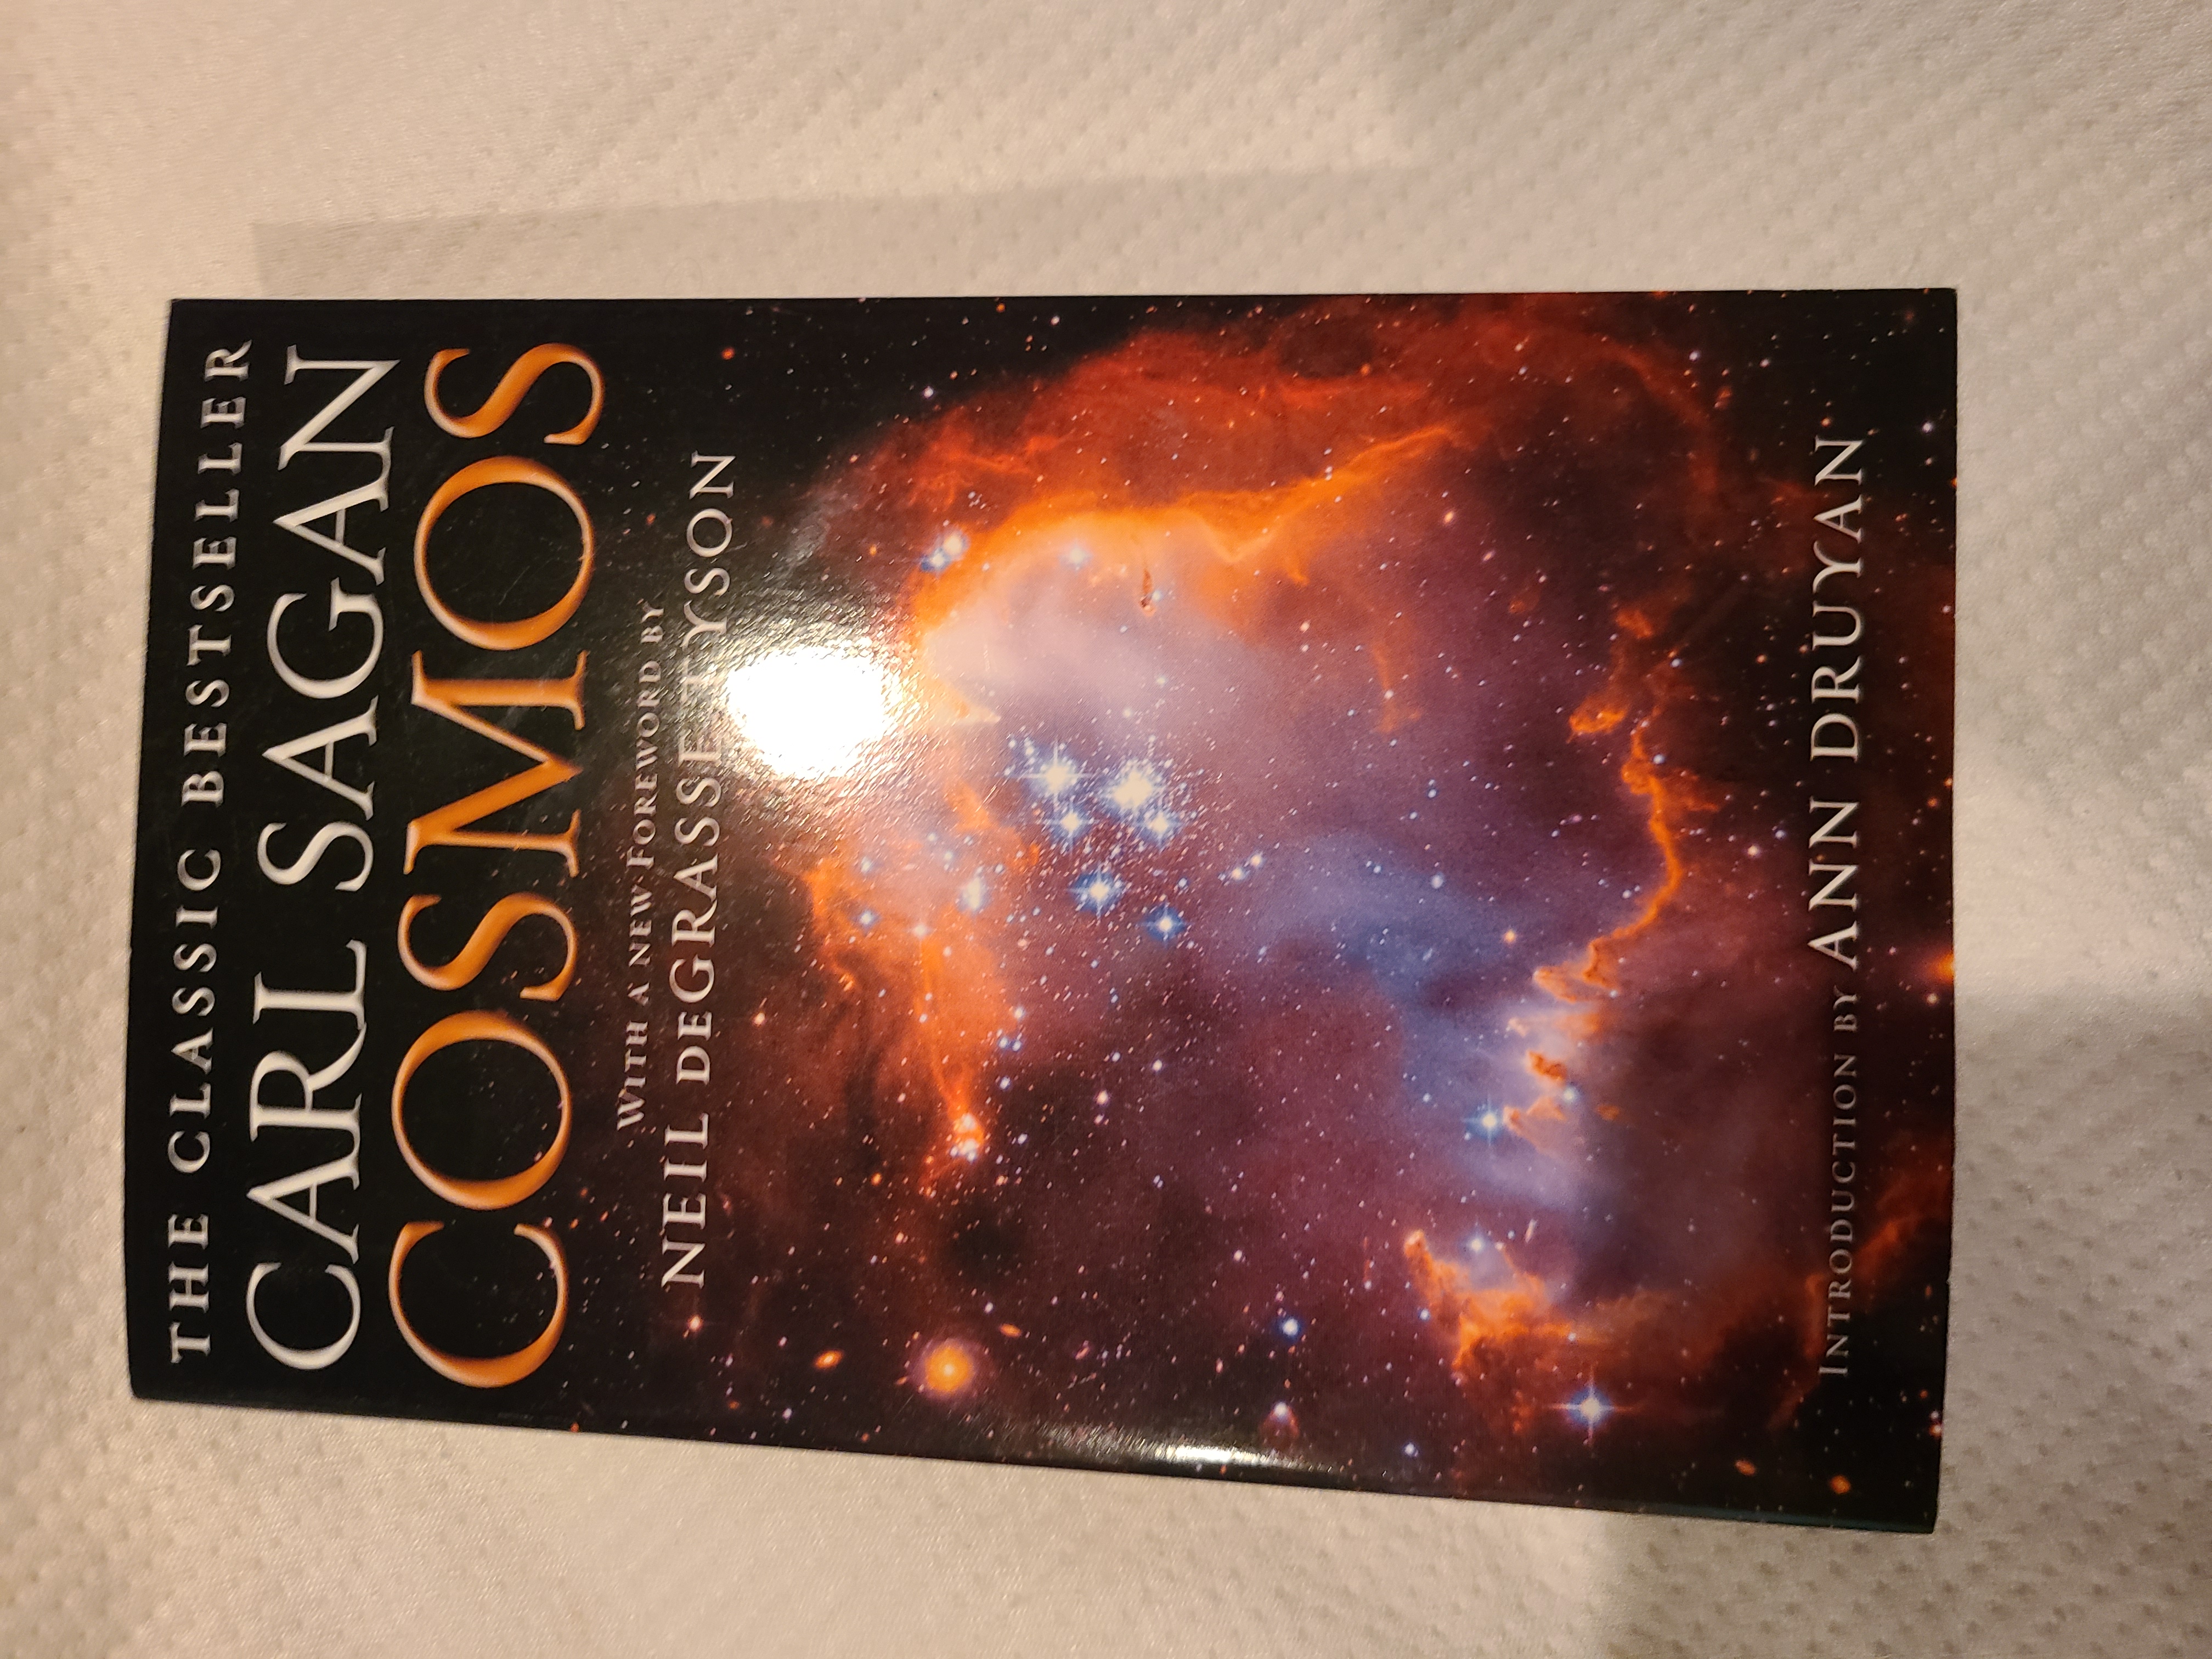 THE CLASSIC BESTSELLER
CARL SAGAN
COSMOS
WITH A NEW FOREWORD BY
NEIL DEGRASSE TYSON
INTRODUCTION BY ANN DRUYAN